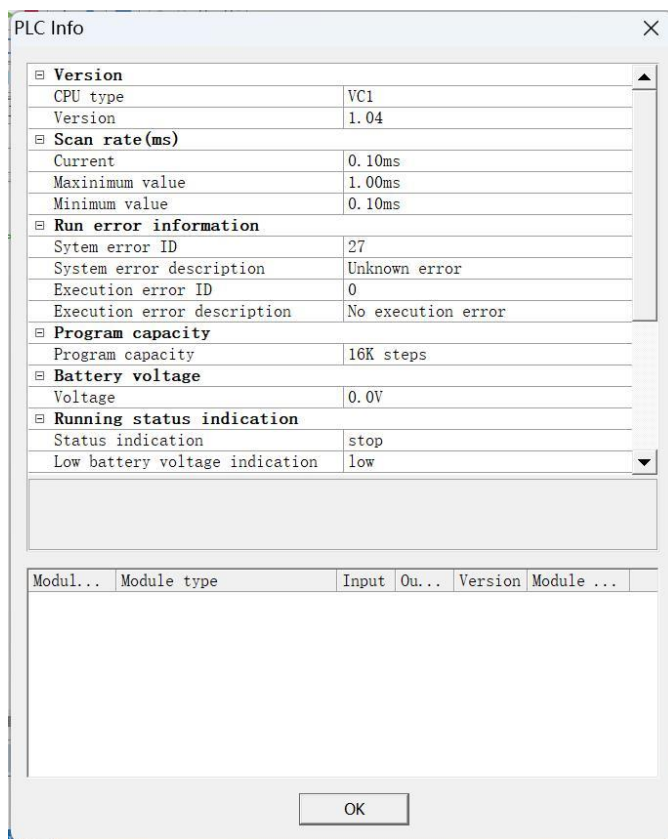 PLC Info
Version
CPU type VC1
Version 1.04
Scan rate(ms)
Current 0.10ms
Maxinimum value 1.00ms
Minimum value 0.10ms
Run error information
Sytem error ID 27
System error description Unknown error
Execution error ID 0
Execution error description No execution error
Program capacity
Program capacity 16K steps
Battery voltage
Voltage 0.0V
Running status indication
Status indication stop
Low battery voltage indication low
Modul... Module type Input Ou... Version Module ...
OK